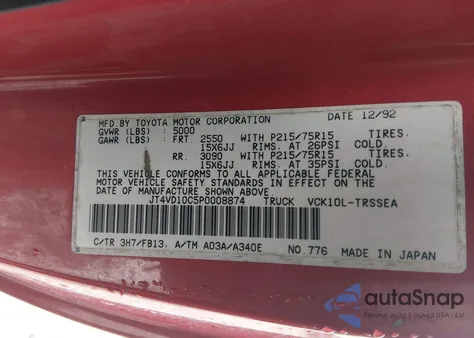 MFD.BY TOYOTA MOTOR CORPORATION DATE 12/92
GVWR (LBS) : 5000
GAWR (LBS) : FRT. 2550 WITH P215/75R15 TIRES.
15X6JJ RIMS. AT 26PSI COLD.
RR. 3090 WITH P215/75R15 TIRES.
15X6JJ RIMS. AT 35PSI COLD.
THIS VEHICLE CONFORMS TO ALL APPLICABLE FEDERAL
MOTOR VEHICLE SAFETY STANDARDS IN EFFECT ON THE
DATE OF MANUFACTURE SHOWN ABOVE.
JT4VD10C5P0008874 TRUCK VCK10L-TRSSEA
C/TR 3H7/FB13. A/TM A03A/A340E NO.776 MADE IN JAPAN
autoSnap